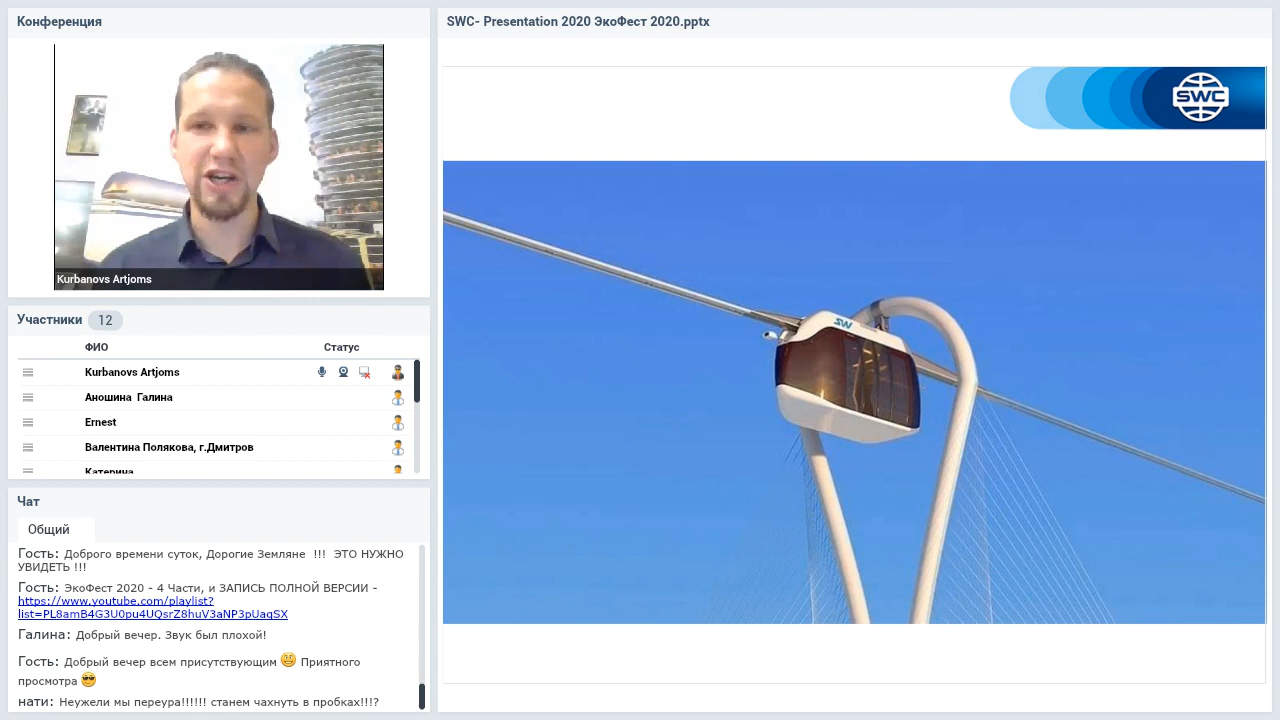 Конференция
Kurbanovs Artjoms
Участники 12
ФИО Статус
Kurbanovs Artjoms
Аношина Галина
Ernest
Валентина Полякова, г.Дмитров
Катерина
Чат
Общий
Гость: Доброго времени суток, Дорогие Земляне !!! ЭТО НУЖНО
УВИДЕТЬ !!!
Гость: ЭкоФест 2020 - 4 Части, и ЗАПИСЬ ПОЛНОЙ ВЕРСИИ -
https://www.youtube.com/playlist?
list=PL8amB4G3U0pu4UQsrZ8huV3aNP3pUaqSX
Галина: Добрый вечер. Звук был плохой!
Гость: Добрый вечер всем присутствующим Приятного
просмотра
нати: Неужели мы переура!!!!!! станем чахнуть в пробках!!!?
SWC- Presentation 2020 ЭкоФест 2020.pptx
SWC
SW